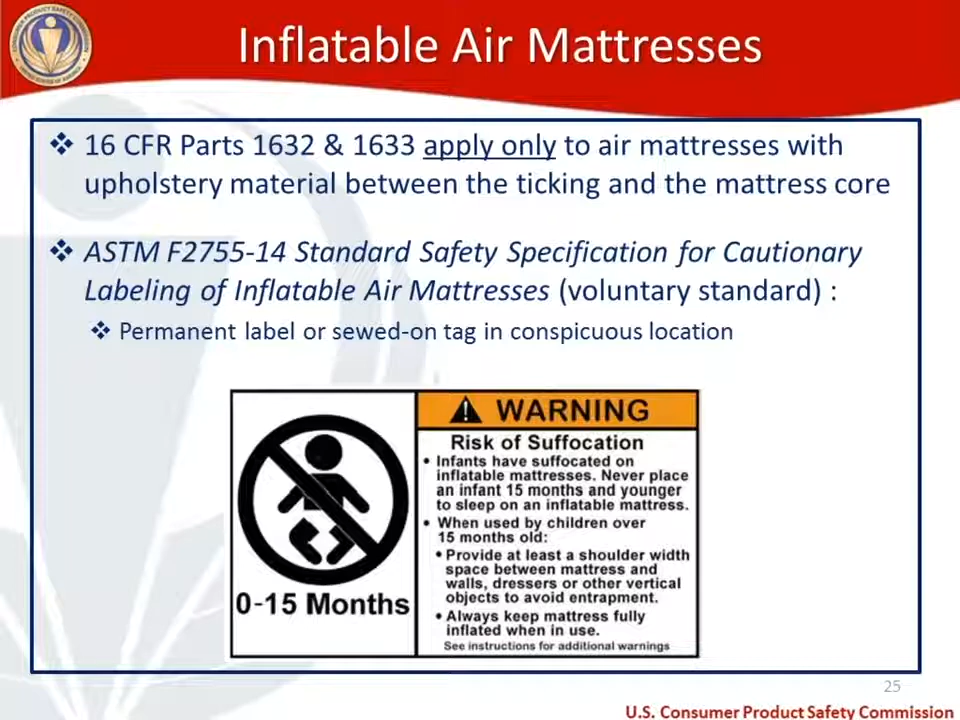 Inflatable Air Mattresses
❖ 16 CFR Parts 1632 & 1633 apply only to air mattresses with
upholstery material between the ticking and the mattress core
❖ ASTM F2755-14 Standard Safety Specification for Cautionary
Labeling of Inflatable Air Mattresses (voluntary standard) :
❖ Permanent label or sewed-on tag in conspicuous location
0-15 Months
WARNING
Risk of Suffocation
• Infants have suffocated on
inflatable mattresses. Never place
an infant 15 months and younger
to sleep on an inflatable mattress.
• When used by children over
15 months old:
• Provide at least a shoulder width
space between mattress and
walls, dressers or other vertical
objects to avoid entrapment.
• Always keep mattress fully
inflated when in use.
See instructions for additional warnings
25
U.S. Consumer Product Safety Commission